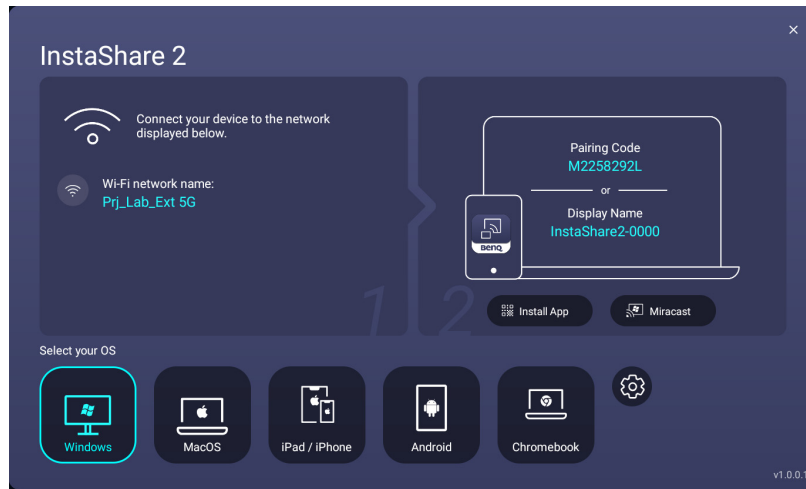 InstaShare 2
Connect your device to the network
displayed below.
Wi-Fi network name:
Prj_Lab_Ext 5G
1
Pairing Code
M2258292L
or
Display Name
InstaShare2-0000
BenQ
2
Install App
Miracast
Select your OS
Windows
MacOS
iPad / iPhone
Android
Chromebook
v1.0.0.1